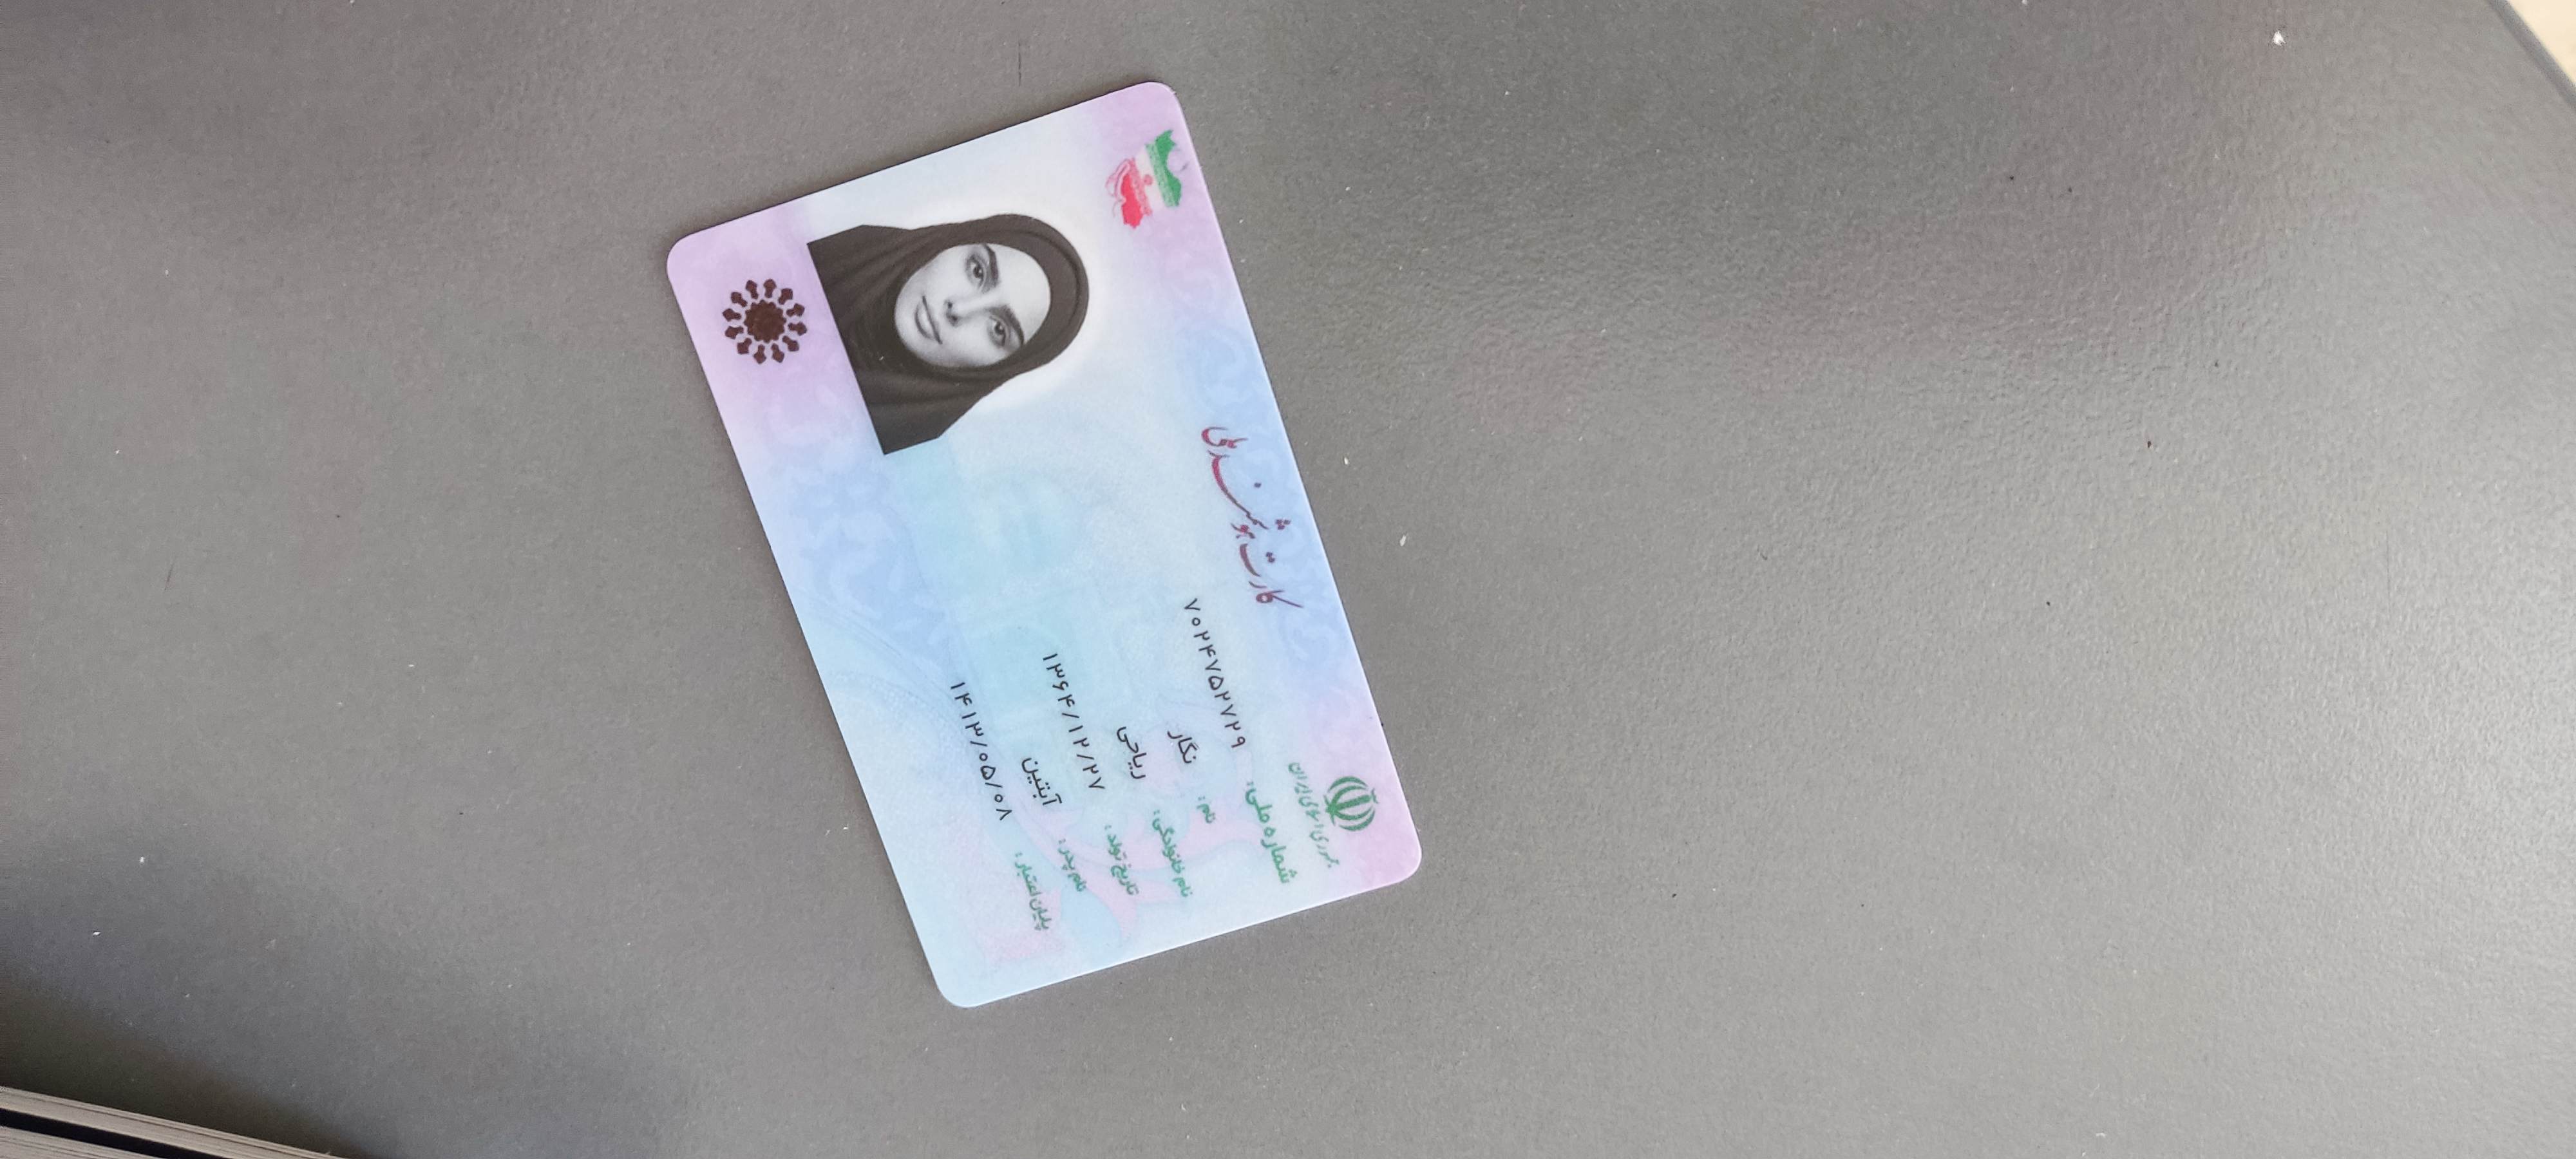 جمهوری اسلامی ایران
کارت هوشمند ملی
شماره ملی: ۷۰۲۴۷۵۲۷۲۹
نام: نگار
نام خانوادگی: ریاحی
تاریخ تولد: ۱۳۶۴/۱۲/۲۷
نام پدر: آبتین
پایان اعتبار: ۱۴۱۳/۰۵/۰۸